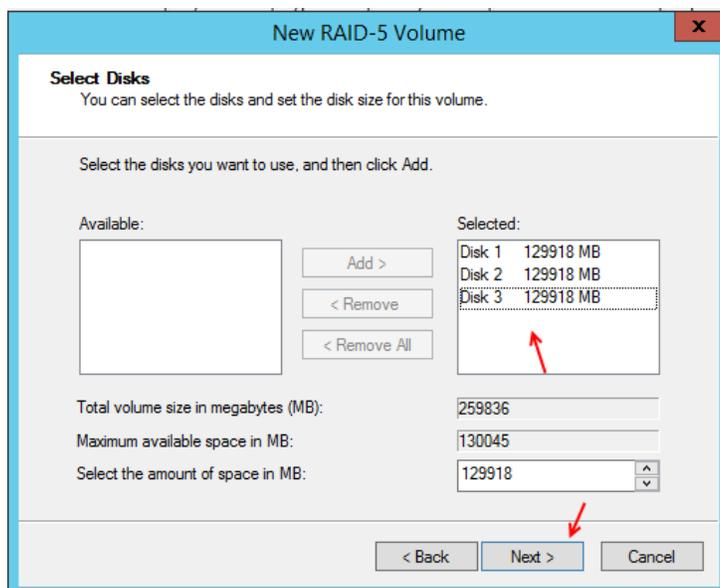 New RAID-5 Volume
x
Select Disks
You can select the disks and set the disk size for this volume.
Select the disks you want to use, and then click Add.
Available:
Selected:
Disk 1 129918 MB
Disk 2 129918 MB
Disk 3 129918 MB
Add >
< Remove
< Remove All
Total volume size in megabytes (MB): 259836
Maximum available space in MB: 130045
Select the amount of space in MB: 129918
< Back Next > Cancel